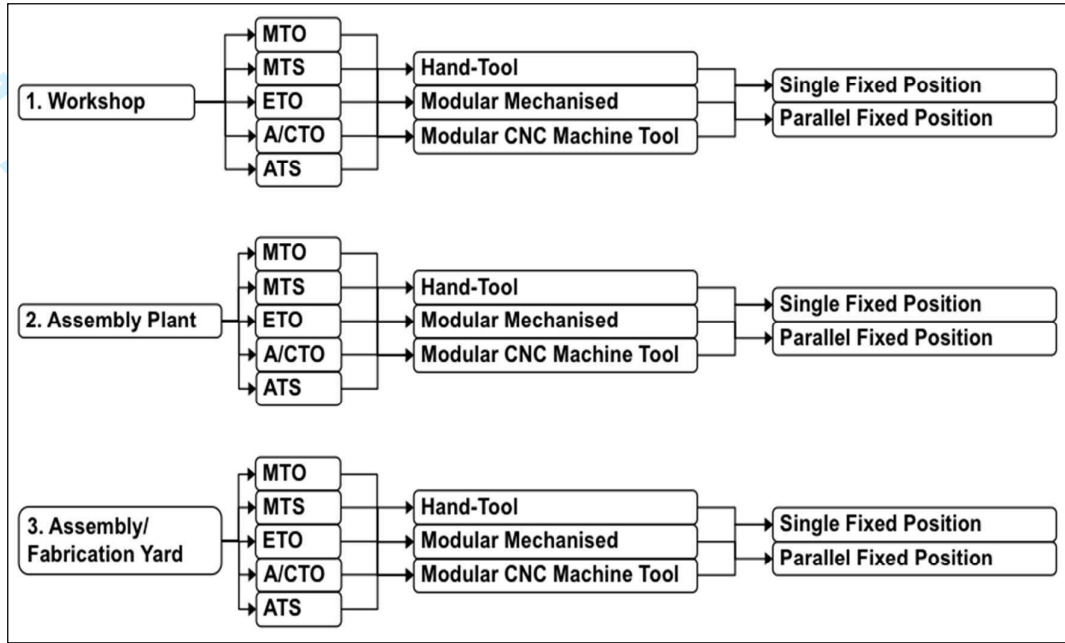 1. Workshop
MTO
MTS
ETO
A/CTO
ATS
Hand-Tool
Modular Mechanised
Modular CNC Machine Tool
Single Fixed Position
Parallel Fixed Position
2. Assembly Plant
MTO
MTS
ETO
A/CTO
ATS
Hand-Tool
Modular Mechanised
Modular CNC Machine Tool
Single Fixed Position
Parallel Fixed Position
3. Assembly/
Fabrication Yard
MTO
MTS
ETO
A/CTO
ATS
Hand-Tool
Modular Mechanised
Modular CNC Machine Tool
Single Fixed Position
Parallel Fixed Position